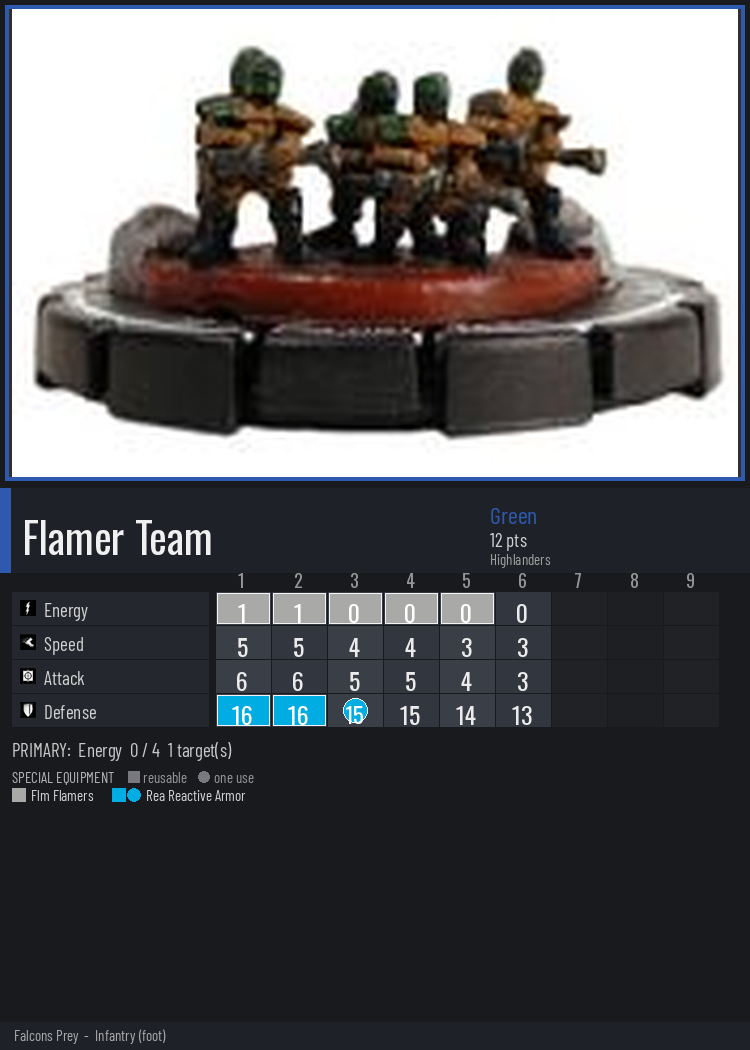 Flamer Team
Green
12 pts
Highlanders
1 2 3 4 5 6 7 8 9
Energy 1 1 0 0 0 0
Speed 5 5 4 4 3 3
Attack 6 6 5 5 4 3
Defense 16 16 15 15 14 13
PRIMARY: Energy 0 / 4 1 target(s)
SPECIAL EQUIPMENT reusable one use
Flm Flamers Rea Reactive Armor
Falcons Prey - Infantry (foot)